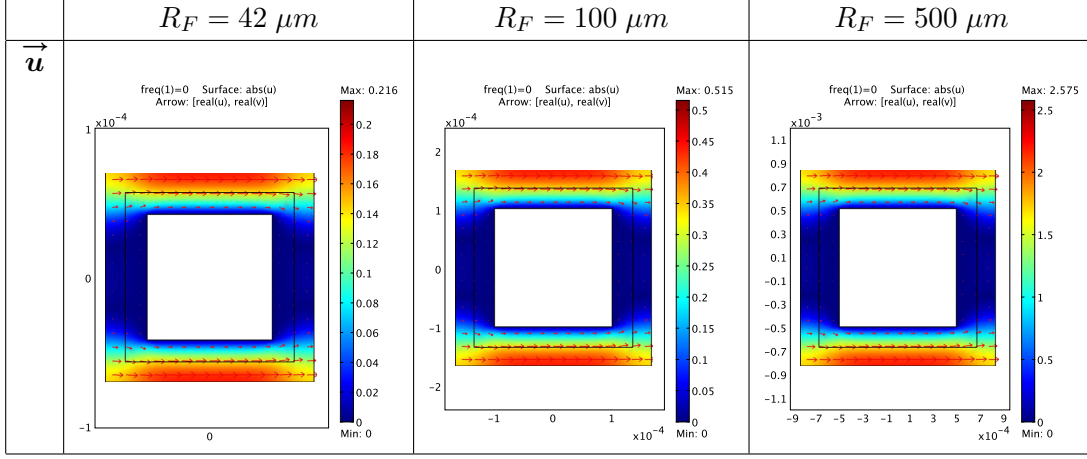 R_F = 42 μm
R_F = 100 μm
R_F = 500 μm
u
freq(1)=0 Surface: abs(u)
Arrow: [real(u), real(v)]
Max: 0.216
x10⁻⁴
1
0
-1
0
0.2
0.18
0.16
0.14
0.12
0.1
0.08
0.06
0.04
0.02
0
Min: 0
freq(1)=0 Surface: abs(u)
Arrow: [real(u), real(v)]
Max: 0.515
x10⁻⁴
2
1
0
-1
-2
-1
0
1
x10⁻⁴
0.5
0.45
0.4
0.35
0.3
0.25
0.2
0.15
0.1
0.05
0
Min: 0
freq(1)=0 Surface: abs(u)
Arrow: [real(u), real(v)]
Max: 2.575
x10⁻³
1.1
0.9
0.7
0.5
0.3
0.1
-0.1
-0.3
-0.5
-0.7
-0.9
-1.1
-9 -7 -5 -3 -1 1 3 5 7 9
x10⁻⁴
2.5
2
1.5
1
0.5
0
Min: 0